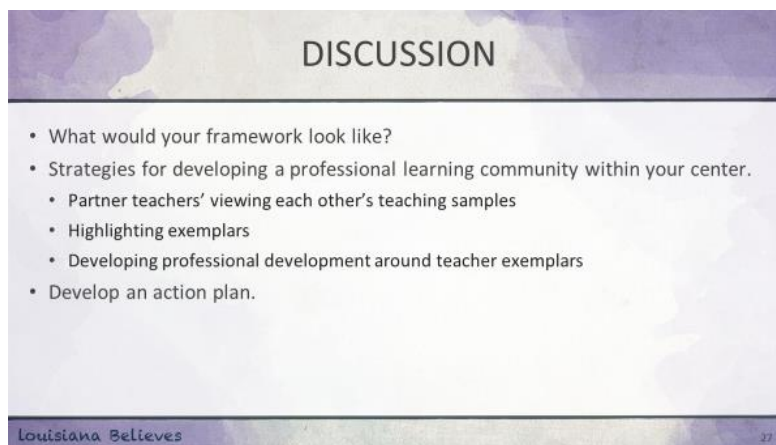 DISCUSSION
• What would your framework look like?
• Strategies for developing a professional learning community within your center.
• Partner teachers’ viewing each other’s teaching samples
• Highlighting exemplars
• Developing professional development around teacher exemplars
• Develop an action plan.
Louisiana Believes